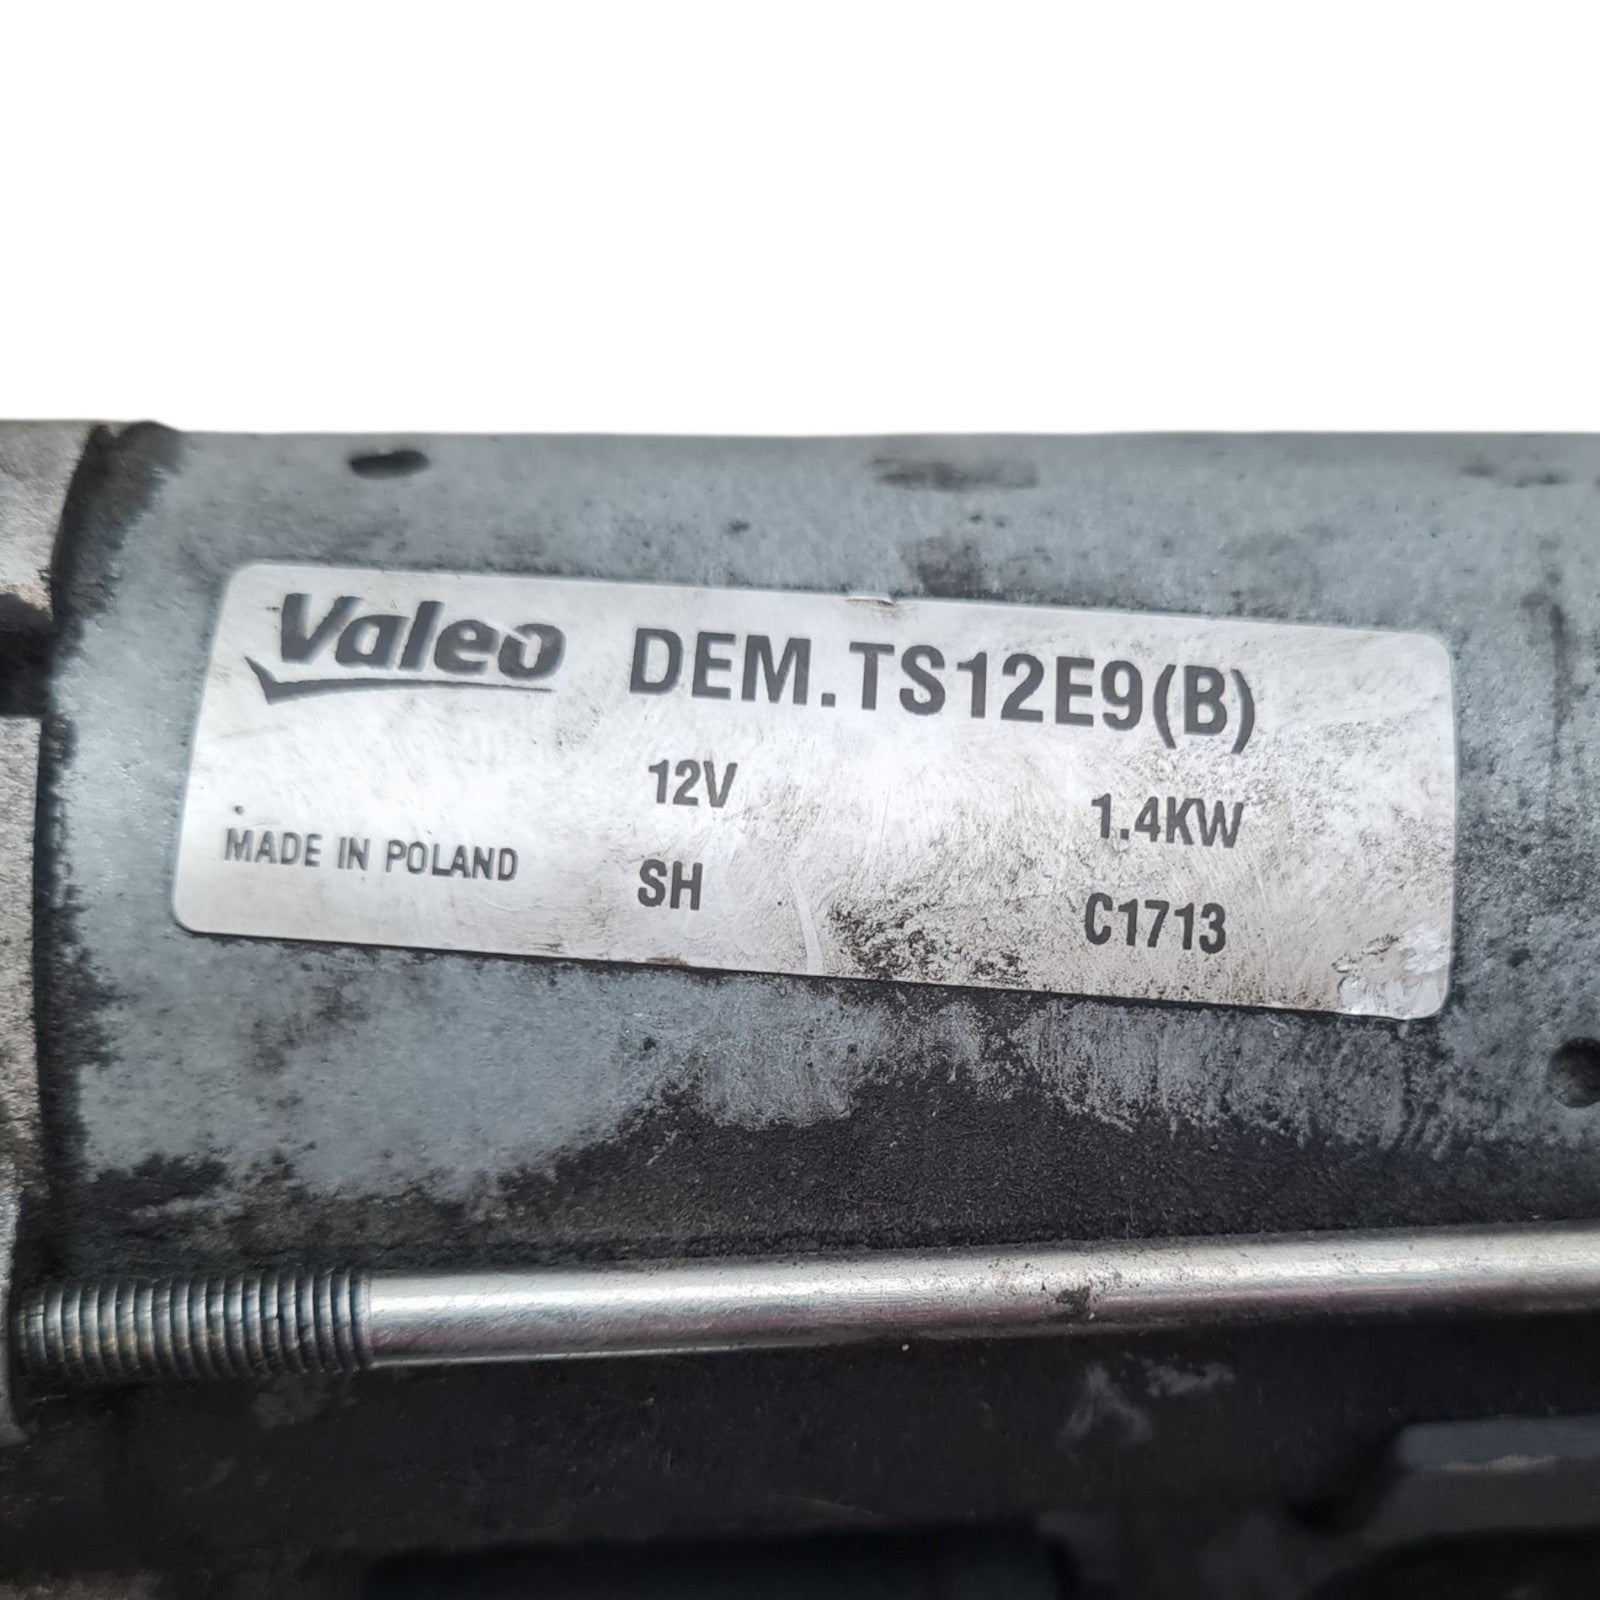 Valeo DEM.TS12E9(B)
12V 1.4KW
MADE IN POLAND SH C1713